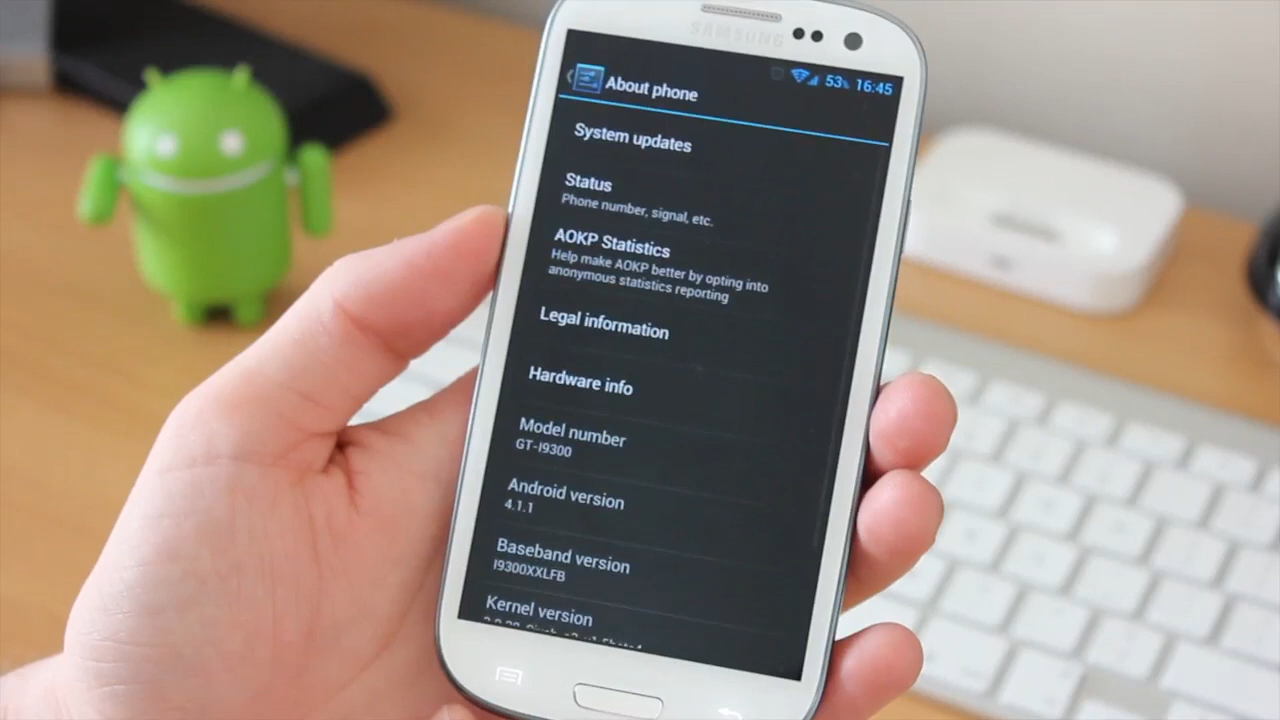 SAMSUNG
53% 16:45
About phone
System updates
Status
Phone number, signal, etc.
AOKP Statistics
Help make AOKP better by opting into
anonymous statistics reporting
Legal information
Hardware info
Model number
GT-I9300
Android version
4.1.1
Baseband version
I9300XXLFB
Kernel version